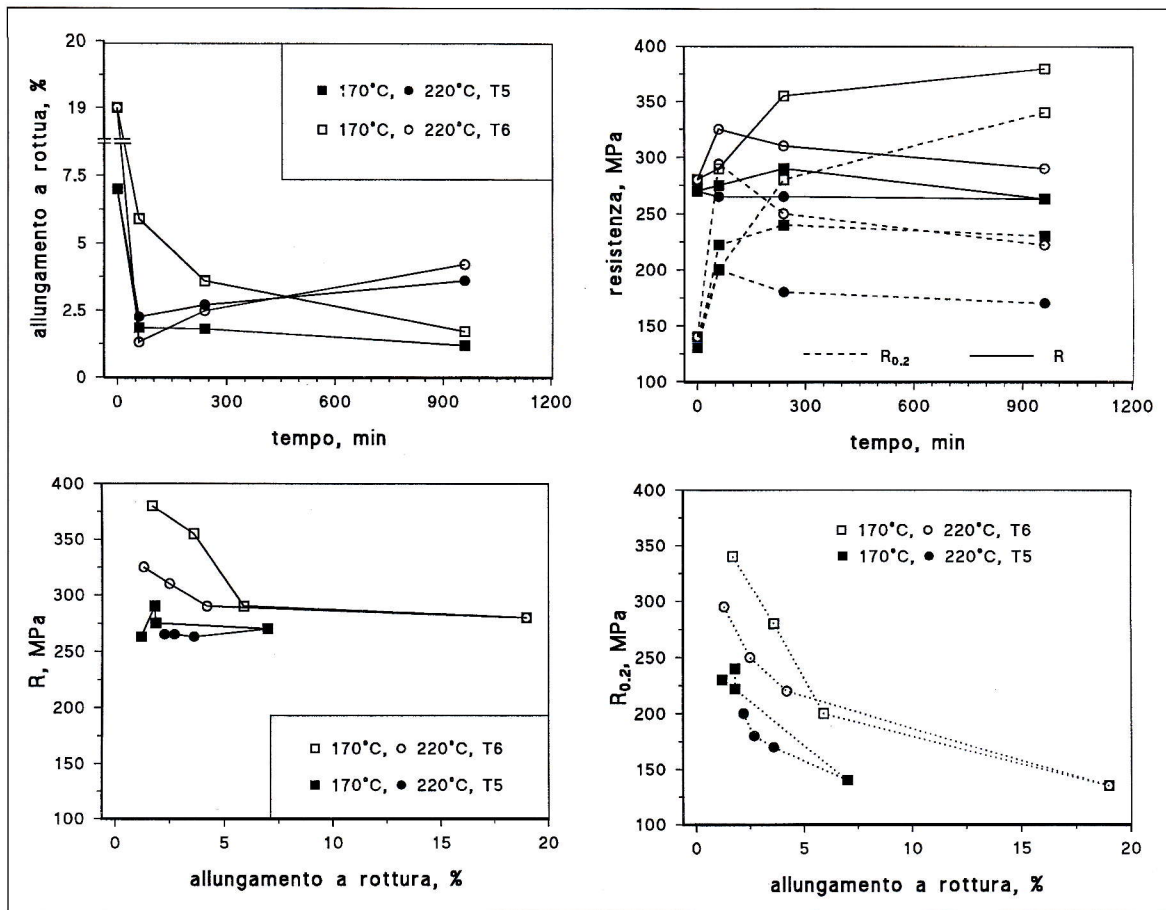 20
19
7.5
5
2.5
0
allungamento a rottua, %
■ 170°C, ● 220°C, T5
□ 170°C, ○ 220°C, T6
0 300 600 900 1200
tempo, min
400
350
300
250
200
150
100
resistenza, MPa
R0.2 R
0 300 600 900 1200
tempo, min
400
350
300
250
200
150
100
R, MPa
□ 170°C, ○ 220°C, T6
■ 170°C, ● 220°C, T5
0 5 10 15 20
allungamento a rottura, %
400
350
300
250
200
150
100
R0.2, MPa
□ 170°C, ○ 220°C, T6
■ 170°C, ● 220°C, T5
0 5 10 15 20
allungamento a rottura, %